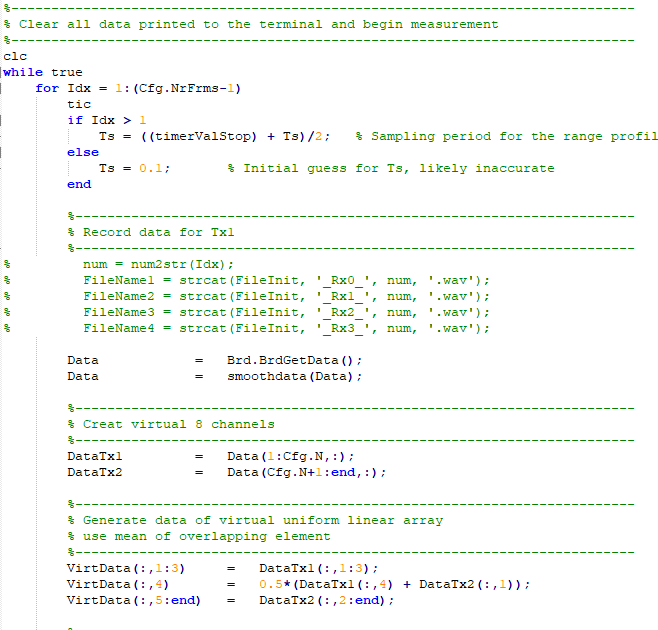 %------------------------------------------------------------
% Clear all data printed to the terminal and begin measurement
%------------------------------------------------------------
clc
while true
    for Idx = 1:(Cfg.NrFrms-1)
        tic
        if Idx > 1
            Ts = ((timerValStop) + Ts)/2;   % Sampling period for the range profil
        else
            Ts = 0.1;       % Initial guess for Ts, likely inaccurate
        end
        %------------------------------------------------------------
        % Record data for Tx1
        %------------------------------------------------------------
%         num = num2str(Idx);
%         FileName1 = strcat(FileInit, '_Rx0_', num, '.wav');
%         FileName2 = strcat(FileInit, '_Rx1_', num, '.wav');
%         FileName3 = strcat(FileInit, '_Rx2_', num, '.wav');
%         FileName4 = strcat(FileInit, '_Rx3_', num, '.wav');
        Data            =   Brd.BrdGetData();
        Data            =   smoothdata(Data);
        %------------------------------------------------------------
        % Creat virtual 8 channels
        %------------------------------------------------------------
        DataTx1         =   Data(1:Cfg.N,:);
        DataTx2         =   Data(Cfg.N+1:end,:);
        %------------------------------------------------------------
        % Generate data of virtual uniform linear array
        % use mean of overlapping element
        %------------------------------------------------------------
        VirtData(:,1:3)     =   DataTx1(:,1:3);
        VirtData(:,4)       =   0.5*(DataTx1(:,4) + DataTx2(:,1));
        VirtData(:,5:end)   =   DataTx2(:,2:end);